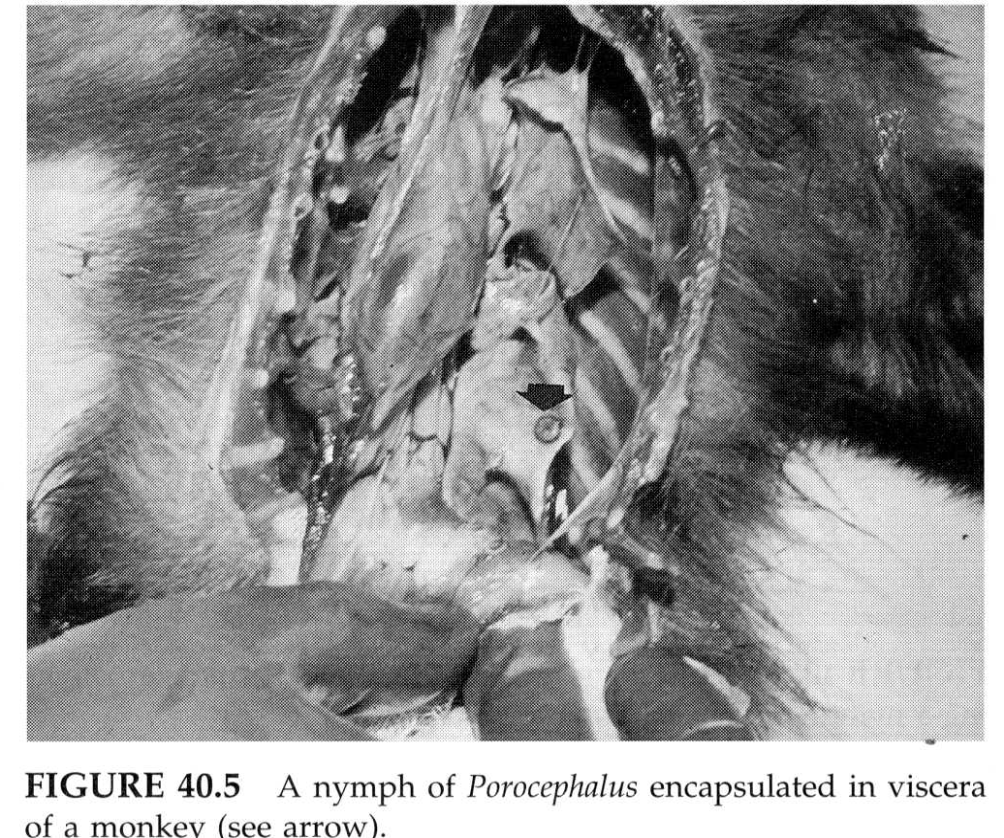 FIGURE 40.5 A nymph of Porocephalus encapsulated in viscera
of a monkey (see arrow).